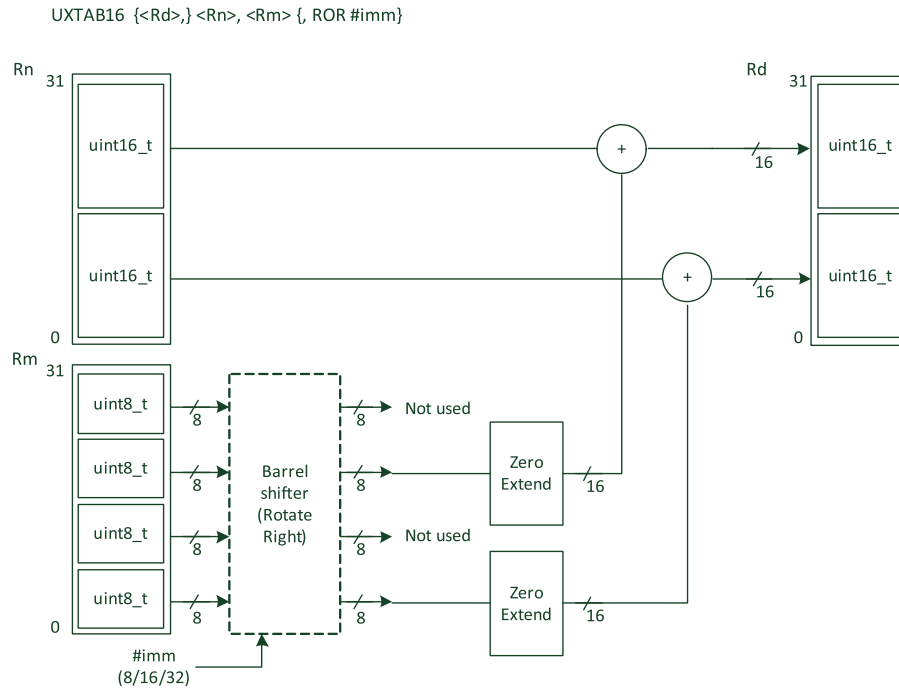 UXTAB16 {<Rd>,} <Rn>, <Rm> {, ROR #imm}
Rn
31
uint16_t
uint16_t
0
+
+
16
16
Rd
31
uint16_t
uint16_t
0
Rm
31
uint8_t
uint8_t
uint8_t
uint8_t
0
8
8
8
8
Barrel
shifter
(Rotate
Right)
#imm
(8/16/32)
8
Not used
8
8
Not used
8
Zero
Extend
16
Zero
Extend
16